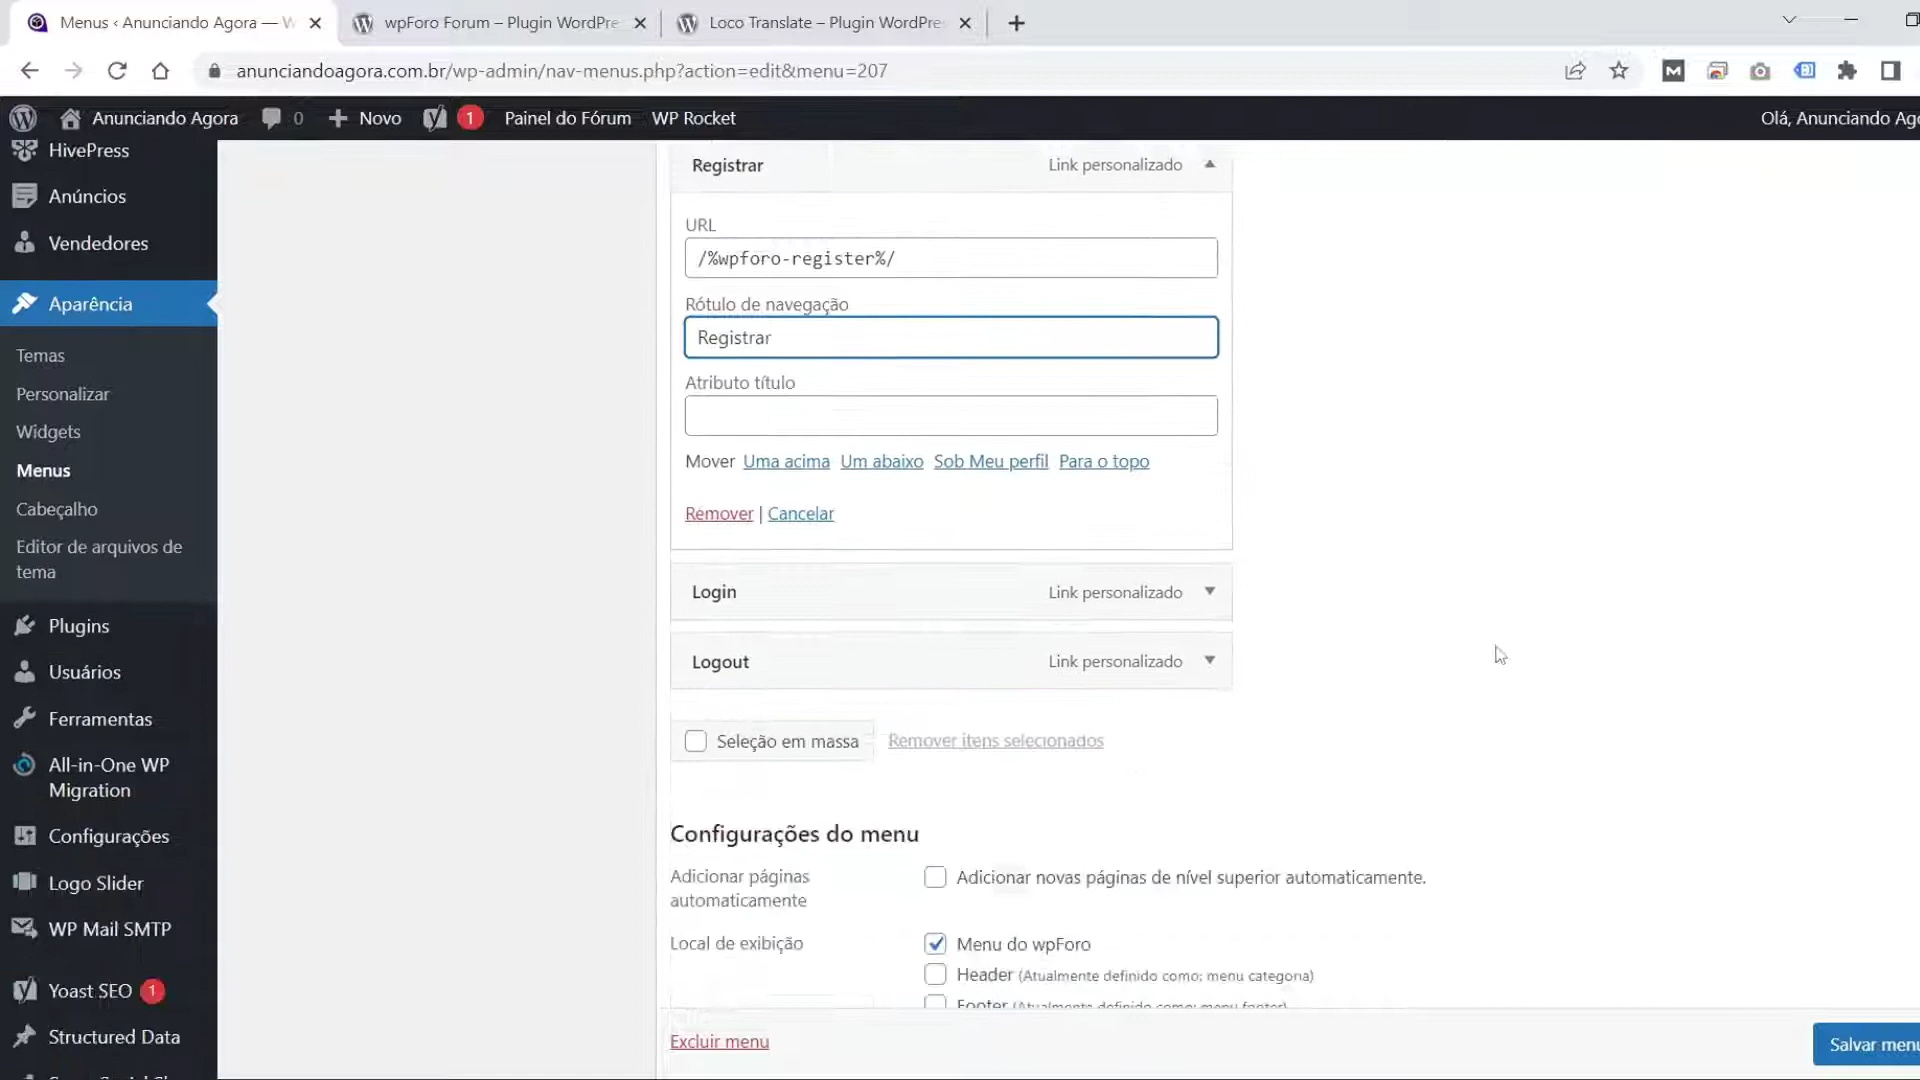 Menus ‹ Anunciando Agora — W
wpForo Forum – Plugin WordPre
Loco Translate – Plugin WordPre
anunciandoagora.com.br/wp-admin/nav-menus.php?action=edit&menu=207
Anunciando Agora
0
Novo
1
Painel do Fórum
WP Rocket
Olá, Anunciando Ago
HivePress
Anúncios
Vendedores
Aparência
Temas
Personalizar
Widgets
Menus
Cabeçalho
Editor de arquivos de
tema
Plugins
Usuários
Ferramentas
All-in-One WP
Migration
Configurações
Logo Slider
WP Mail SMTP
Yoast SEO 1
Structured Data
Registrar
Link personalizado
URL
/%wpforo-register%/
Rótulo de navegação
Registrar
Atributo título
Mover Uma acima Um abaixo Sob Meu perfil Para o topo
Remover | Cancelar
Login
Link personalizado
Logout
Link personalizado
Seleção em massa
Remover itens selecionados
Configurações do menu
Adicionar páginas
automaticamente
Adicionar novas páginas de nível superior automaticamente.
Local de exibição
Menu do wpForo
Header (Atualmente definido como: menu categoria)
Footer (Atualmente definido como: menu footer)
Excluir menu
Salvar menu